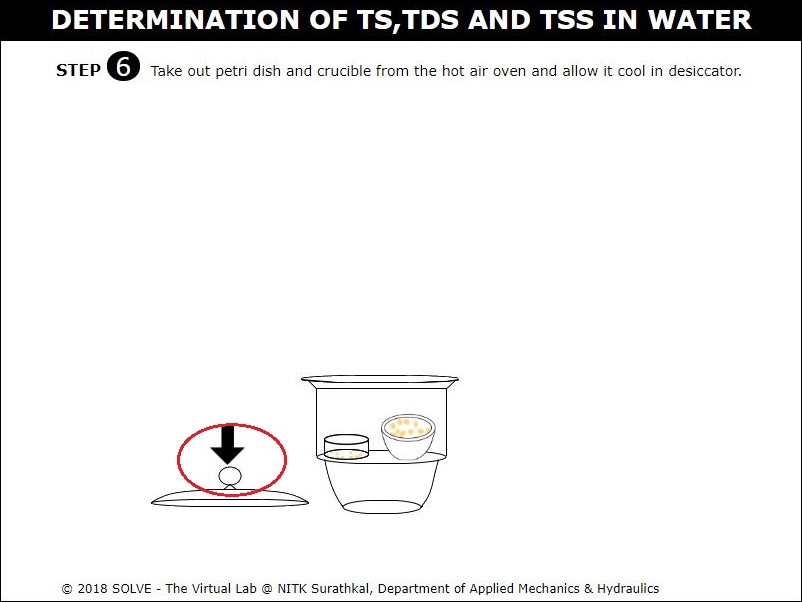 DETERMINATION OF TS,TDS AND TSS IN WATER
STEP 6 Take out petri dish and crucible from the hot air oven and allow it cool in desiccator.
© 2018 SOLVE - The Virtual Lab @ NITK Surathkal, Department of Applied Mechanics & Hydraulics